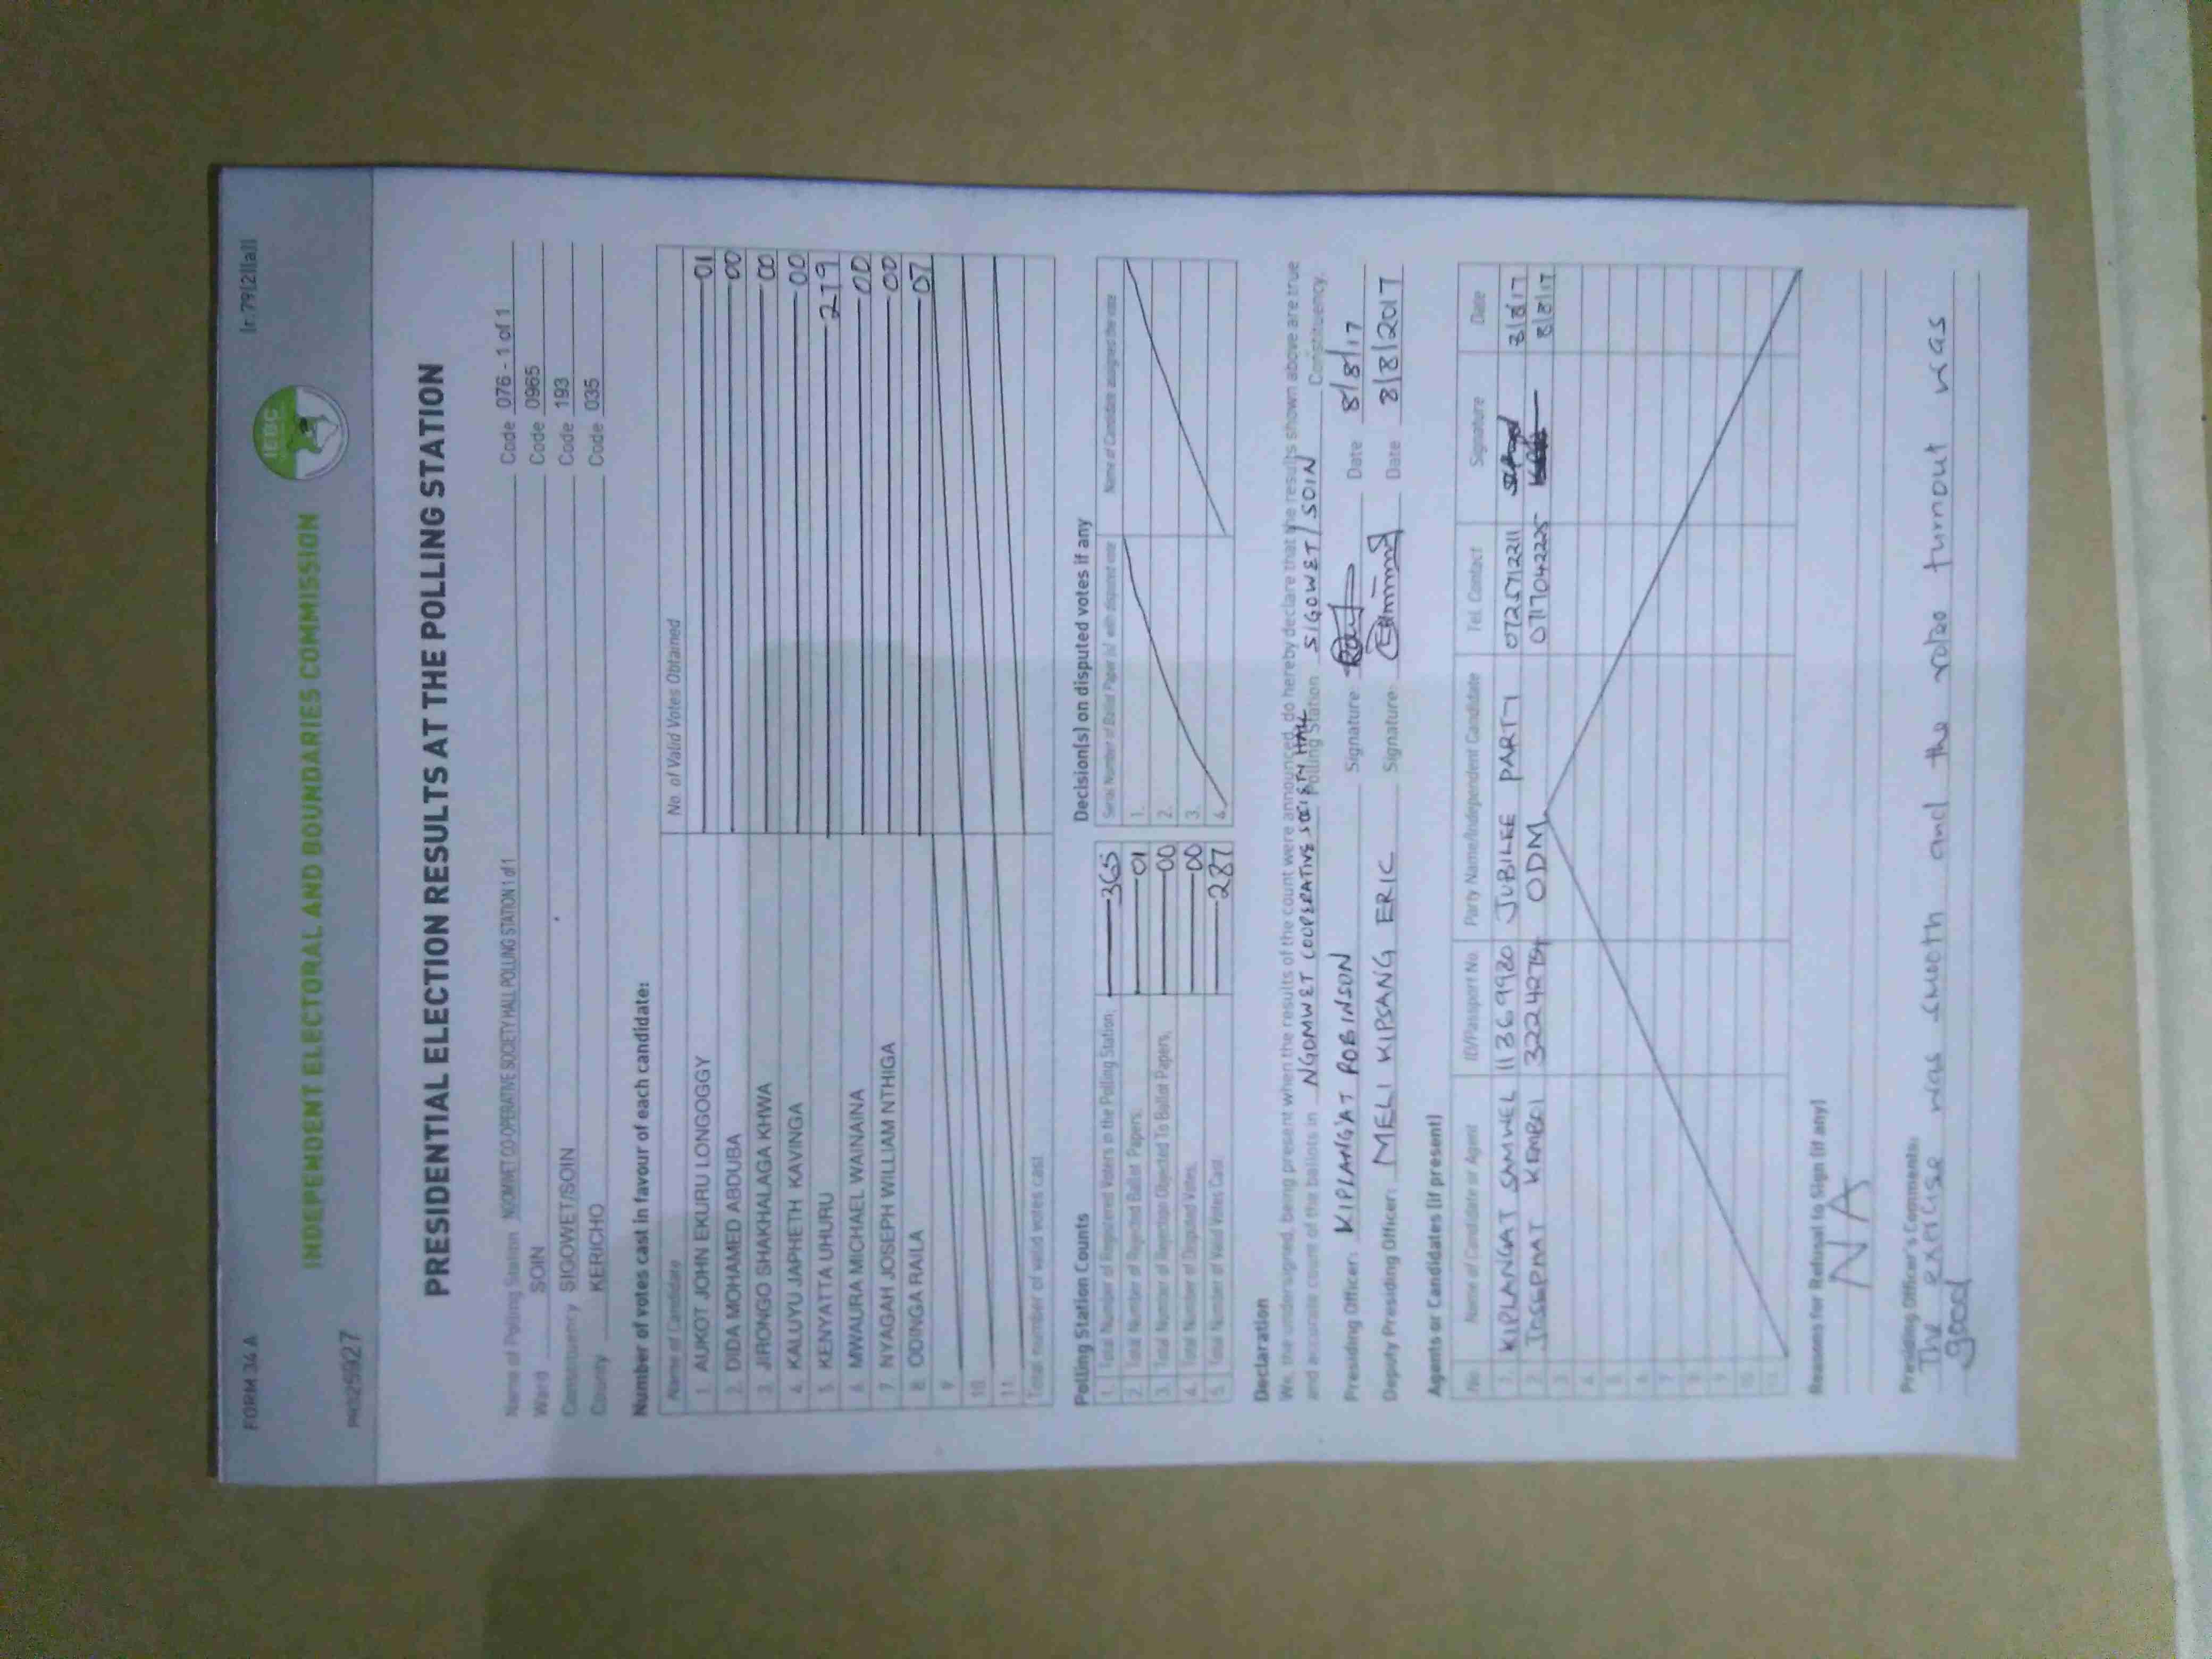 FORM 34 A
[r.79(2)(a)]
IEBC
INDEPENDENT ELECTORAL AND BOUNDARIES COMMISSION
PRESIDENTIAL ELECTION RESULTS AT THE POLLING STATION
Name of Polling Station NGOMWET CO-OPERATIVE SOCIETY HALL POLLING STATION 1 of 1 Code 076 - 1 of 1
Ward SOIN Code 0965
Constituency SIGOWET/SOIN Code 193
County KERICHO Code 035
Number of votes cast in favour of each candidate:
Name of Candidate No. of Valid Votes Obtained
1. AUKOT JOHN EKURU LONGOGGY 01
2. DIDA MOHAMED ABDUBA 00
3. JIRONGO SHAKHALAGA KHWA 00
4. KALUYU JAPHETH KAVINGA 00
5. KENYATTA UHURU 279
6. MWAURA MICHAEL WAINAINA 00
7. NYAGAH JOSEPH WILLIAM NTHIGA 00
8. ODINGA RAILA 07
9.
10.
11.
Total number of valid votes cast
Polling Station Counts
1. Total Number of Registered Voters in the Polling Station. 365
2. Total Number of Rejected Ballot Papers. 01
3. Total Number of Rejection Objected To Ballot Papers. 00
4. Total Number of Disputed Votes. 00
5. Total Number of Valid Votes Cast 287
Decision(s) on disputed votes if any
Serial Number of Ballot Paper (s) with disputed vote Name of Candidate assigned the vote
1.
2.
3.
4.
Declaration
We, the undersigned, being present when the results of the count were announced, do hereby declare that the results shown above are true
and accurate count of the ballots in NGOMWET COOPERATIVE SOCIETY HALL Polling Station SIGOWET/SOIN Constituency.
Presiding Officer: KIPLANG'AT ROBINSON Signature: Date 8/8/17
Deputy Presiding Officer: MELI KIPSANG ERIC Signature: Date 8/8/2017
Agents or Candidates (if present)
No. Name of Candidate or Agent ID/Passport No. Party Name/Independent Candidate Tel. Contact Signature Date
1. KIPLANGAT SAMWEL 11369980 JUBILEE PARTY 0725712211 8/8/17
2. JOSEPHAT ODM 0717042225 8/8/17
3.
4.
5.
6.
7.
8.
9.
10.
11.
Reasons for Refusal to Sign (if any)
NA
Presiding Officer's Comments:
The exercise was smooth and the turnout was
good